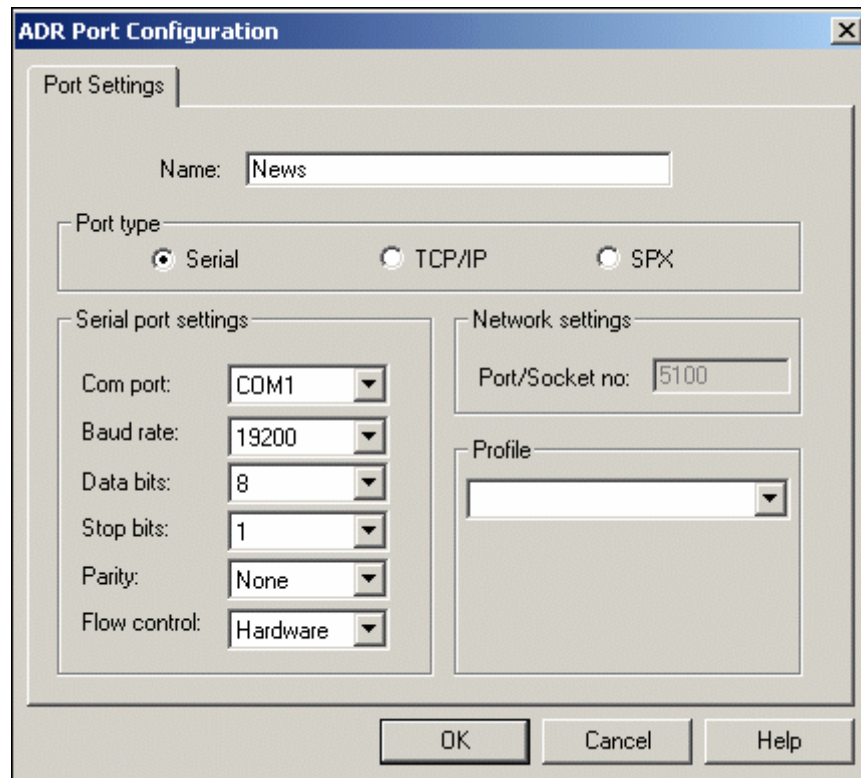 ADR Port Configuration
Port Settings
Name: News
Port type
Serial TCP/IP SPX
Serial port settings
Com port: COM1
Baud rate: 19200
Data bits: 8
Stop bits: 1
Parity: None
Flow control: Hardware
Network settings
Port/Socket no: 5100
Profile
OK Cancel Help